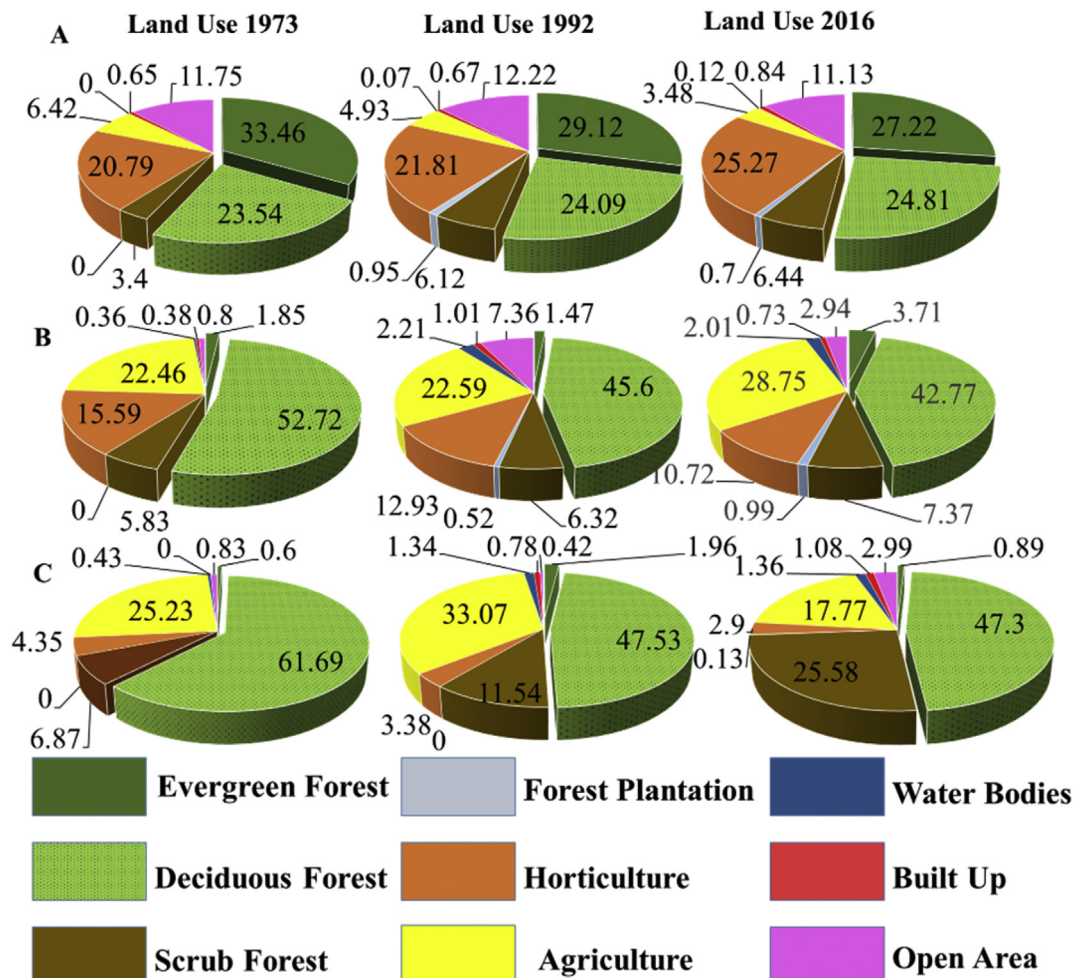 A
Land Use 1973
Land Use 1992
Land Use 2016
0 0.65 11.75
6.42
33.46
20.79
23.54
0
3.4
0.07 0.67 12.22
4.93
29.12
21.81
24.09
0.95 6.12
0.12 0.84 11.13
3.48
27.22
25.27
24.81
0.7 6.44
B
0.36 0.38 0.8 1.85
22.46
15.59
52.72
0
5.83
1.01 7.36 1.47
2.21
22.59
45.6
12.93
0.52
6.32
0.73 2.94 3.71
2.01
28.75
42.77
10.72
0.99
7.37
C
0.43 0 0.83 0.6
25.23
4.35
61.69
0
6.87
1.34 0.78 0.42 1.96
33.07
47.53
11.54
3.38 0
1.36 1.08 2.99 0.89
17.77
2.9
47.3
0.13
25.58
Evergreen Forest
Forest Plantation
Water Bodies
Deciduous Forest
Horticulture
Built Up
Scrub Forest
Agriculture
Open Area